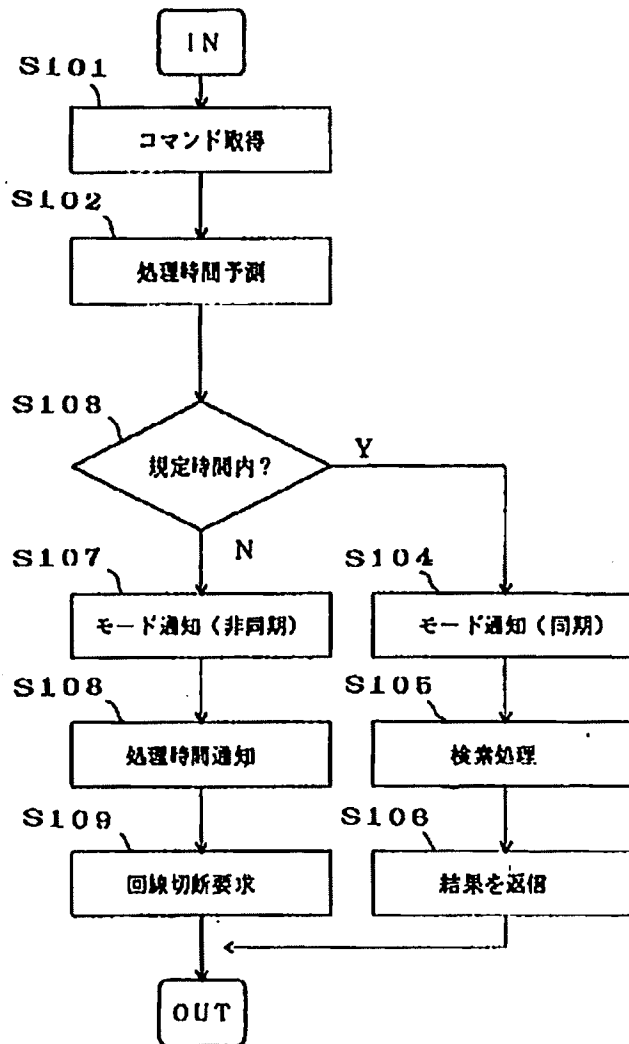 IN
S101
コマンド取得
S102
処理時間予測
S108
規定時間内?
Y
N
S107
S104
モード通知(非同期)
モード通知(同期)
S108
S105
処理時間通知
検索処理
S109
S106
回線切断要求
結果を返信
OUT